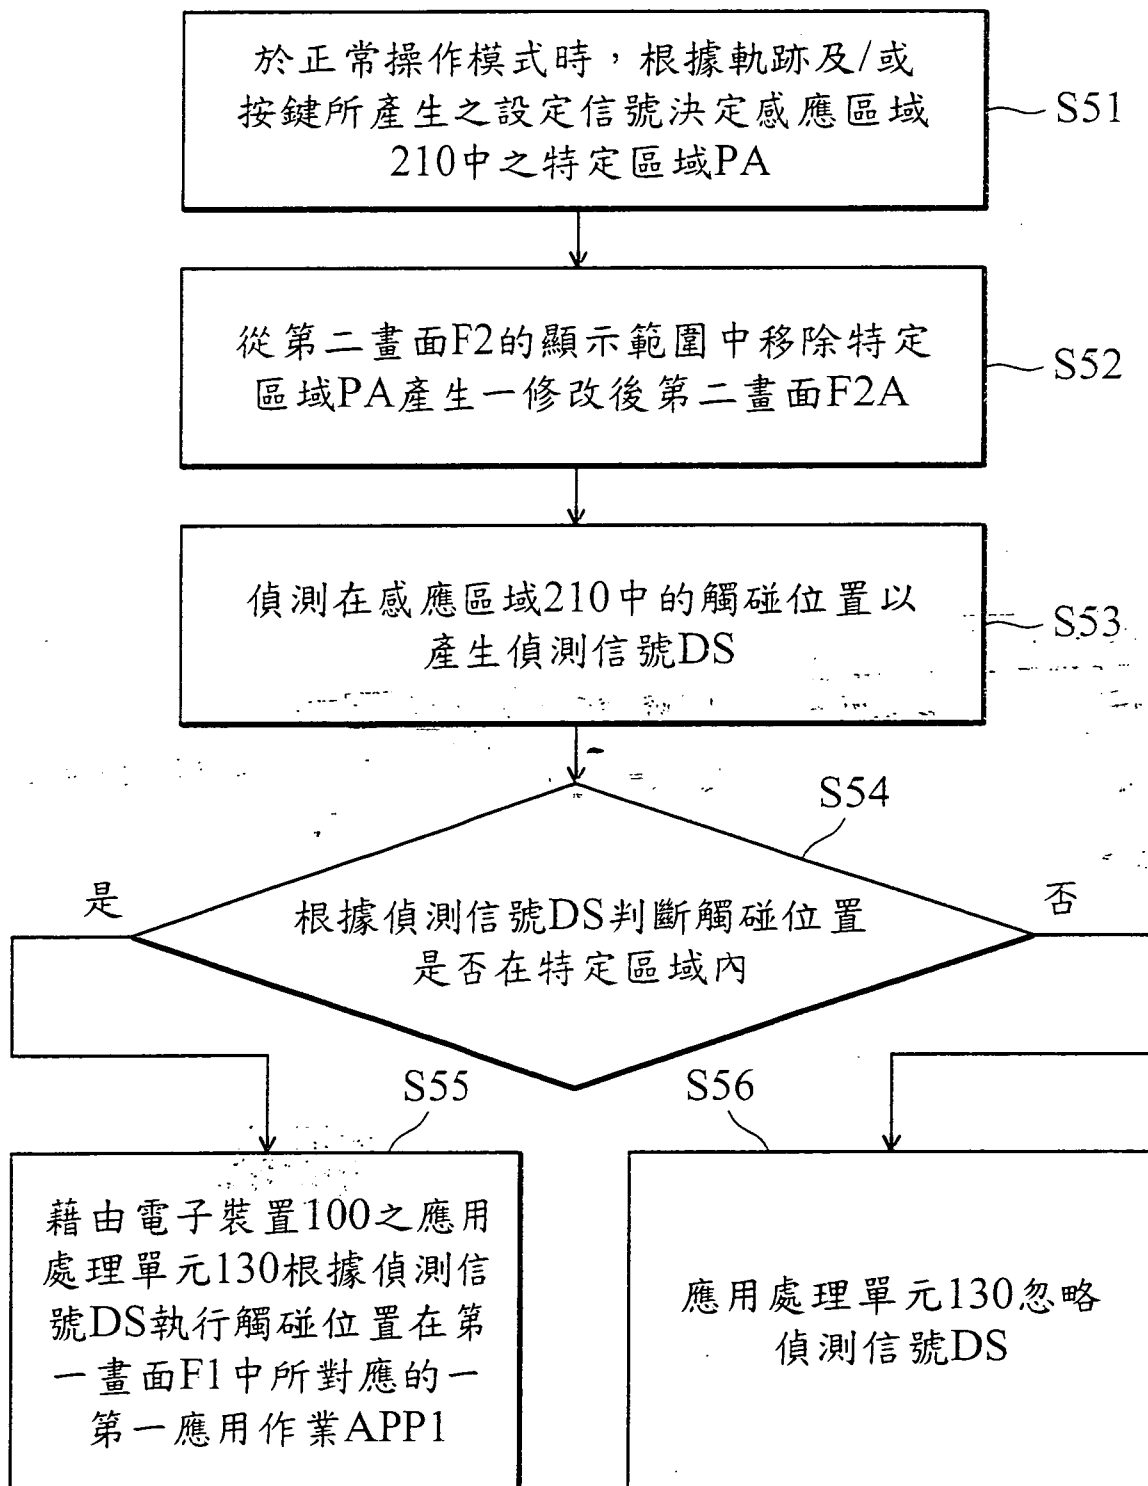 於正常操作模式時，根據軌跡及/或
按鍵所產生之設定信號決定感應區域
210中之特定區域PA
S51
從第二畫面F2的顯示範圍中移除特定
區域PA產生一修改後第二畫面F2A
S52
偵測在感應區域210中的觸碰位置以
產生偵測信號DS
S53
S54
是
否
根據偵測信號DS判斷觸碰位置
是否在特定區域內
S55
S56
藉由電子裝置100之應用
處理單元130根據偵測信
號DS執行觸碰位置在第
一畫面F1中所對應的一
第一應用作業APP1
應用處理單元130忽略
偵測信號DS